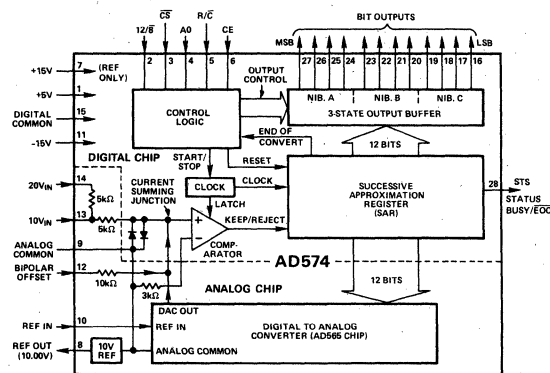 BIT OUTPUTS
12/8̅ C̅S̅ A0 R/C̅ CE
MSB LSB
2 3 4 5 6
27 26 25 24 23 22 21 20 19 18 17 16
+15V 7 (REF ONLY)
+5V 1
DIGITAL COMMON 15
-15V 11
OUTPUT CONTROL
CONTROL LOGIC
NIB. A NIB. B NIB. C
3-STATE OUTPUT BUFFER
END OF CONVERT
12 BITS
DIGITAL CHIP
START/STOP
RESET
CLOCK
CLOCK
LATCH
SUCCESSIVE APPROXIMATION REGISTER (SAR)
28 STS
STATUS
BUSY/E̅O̅C̅
20VIN 14
5kΩ
10VIN 13
5kΩ
CURRENT SUMMING JUNCTION
+
−
COMP-ARATOR
KEEP/REJECT
ANALOG COMMON 9
BIPOLAR OFFSET 12
10kΩ
3kΩ
AD574
ANALOG CHIP
12 BITS
DAC OUT
REF IN 10
REF IN
DIGITAL TO ANALOG CONVERTER (AD565 CHIP)
REF OUT (10.00V) 8
10V REF
ANALOG COMMON